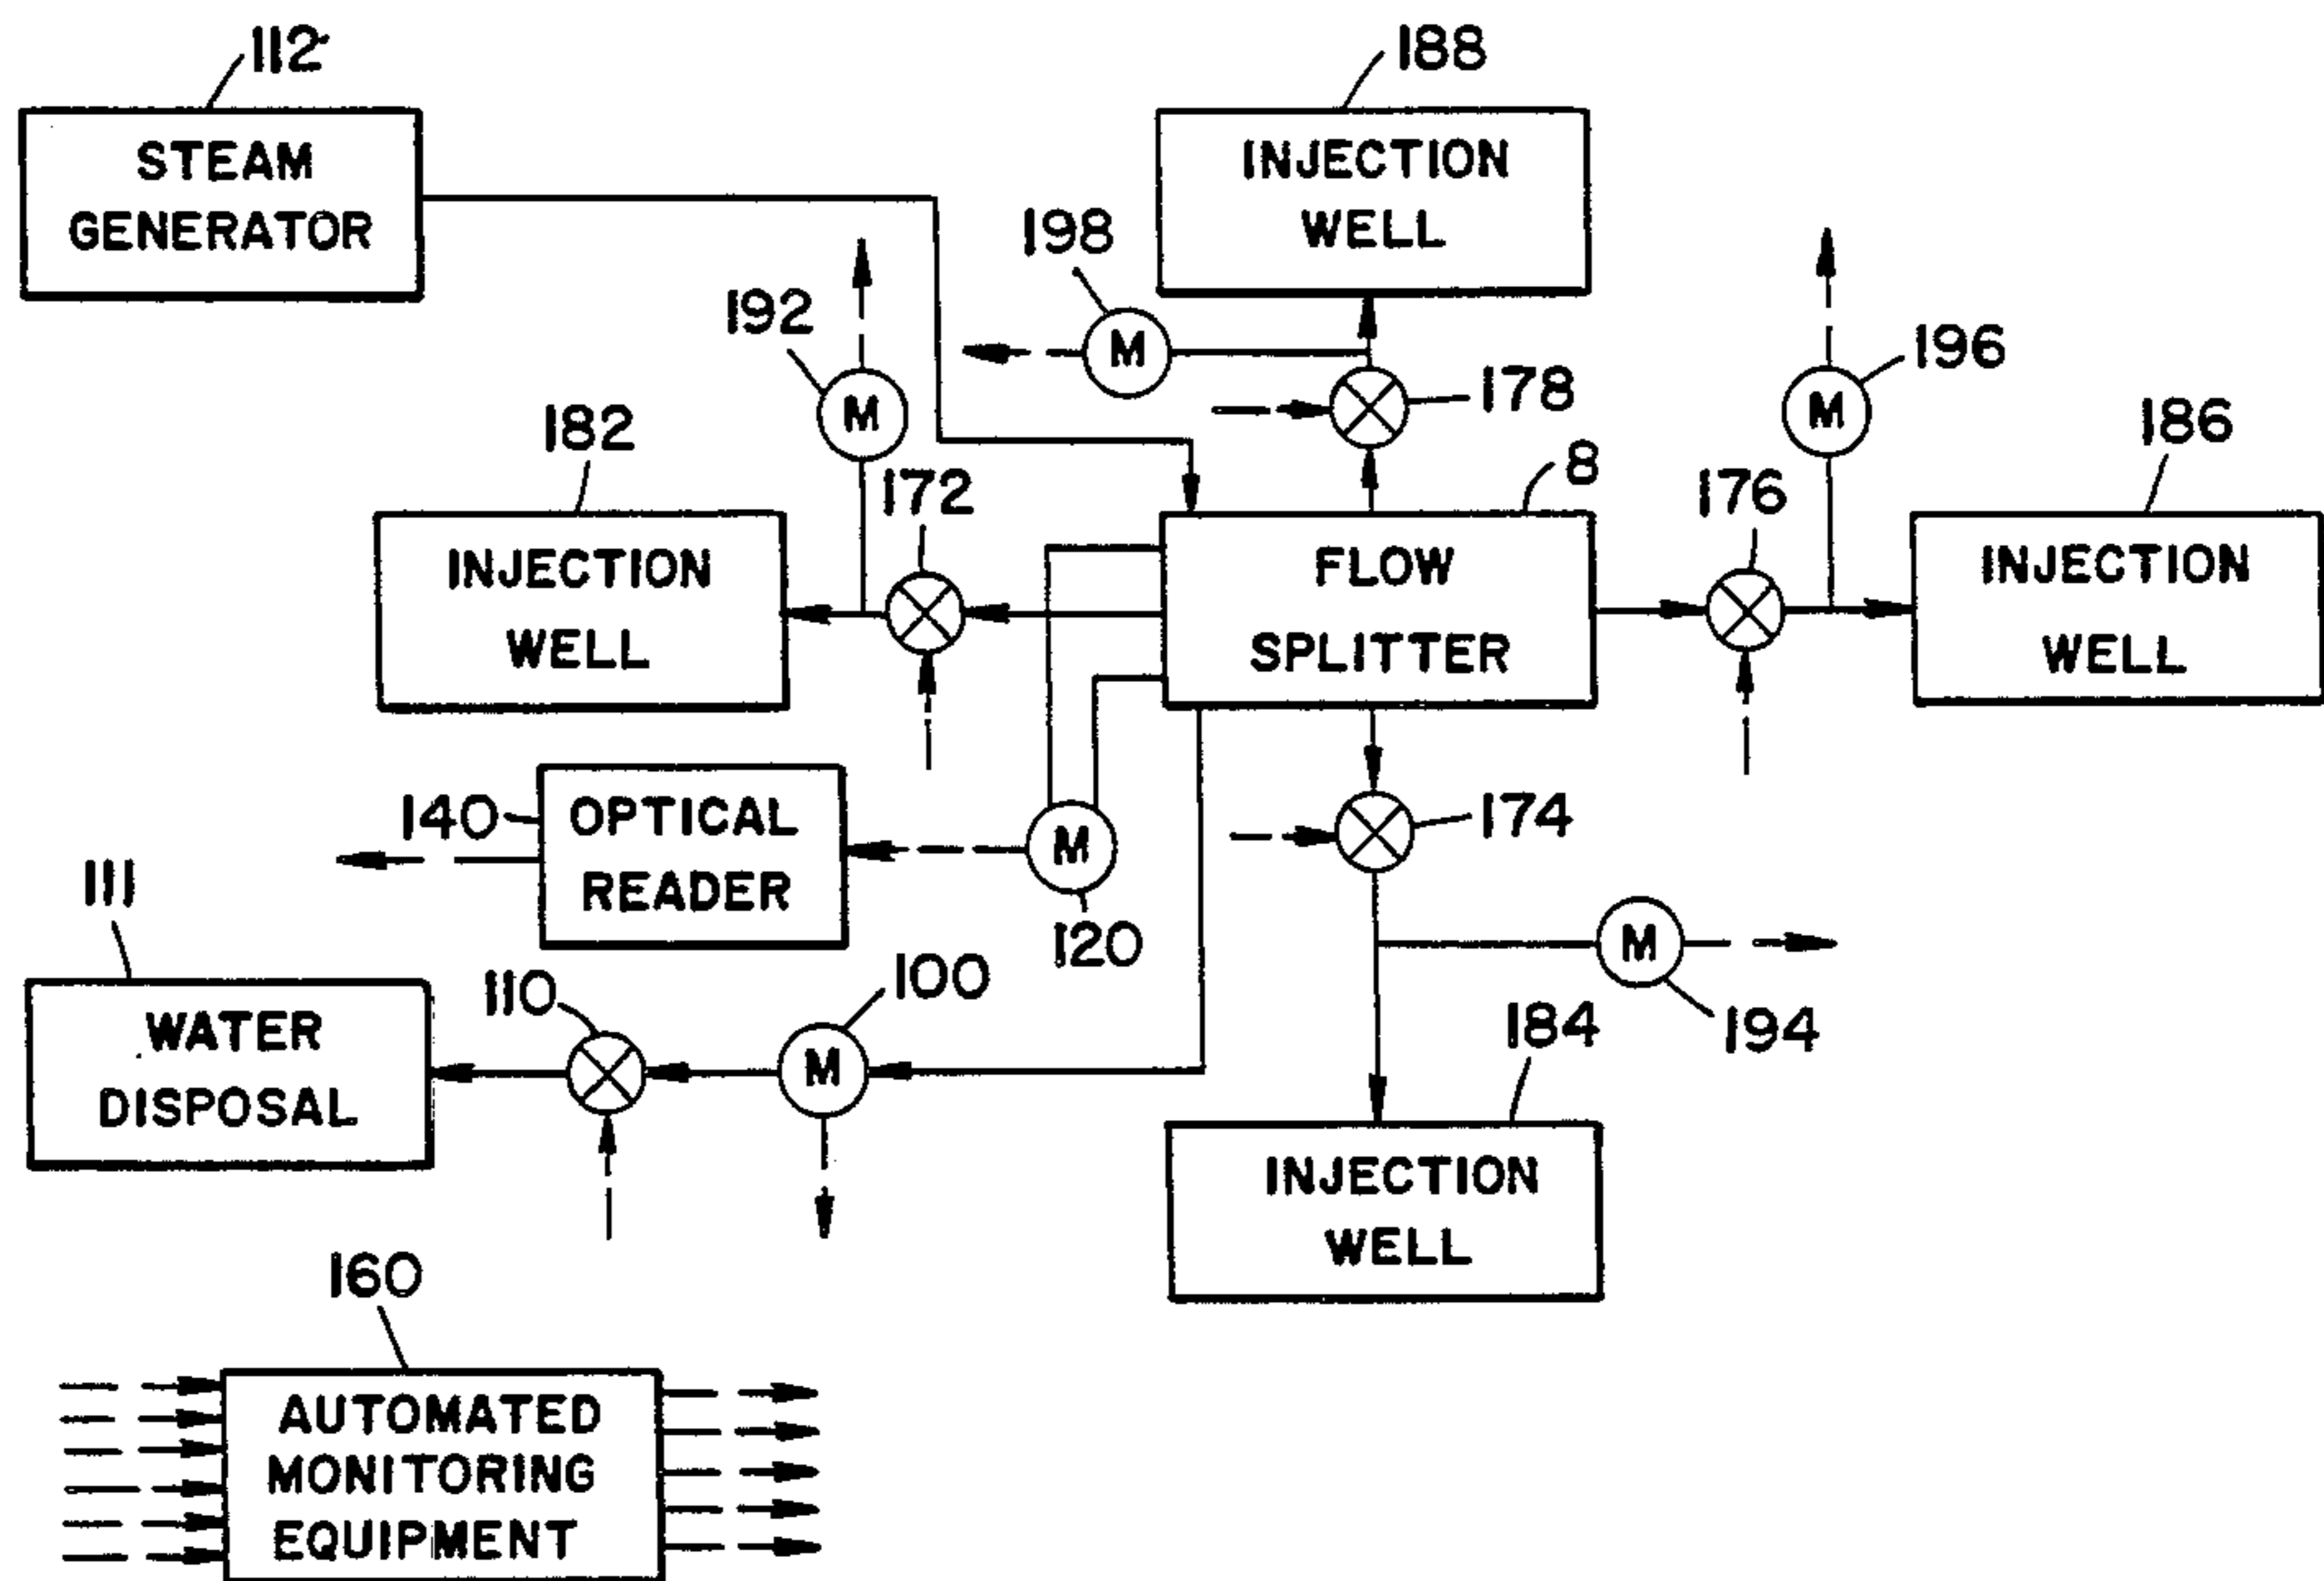 112
188
STEAM
GENERATOR
INJECTION
WELL
198
192
M
M
178
196
M
182
172
8
176
186
INJECTION
WELL
FLOW
SPLITTER
INJECTION
WELL
140
OPTICAL
READER
M
120
174
111
110
100
M
194
WATER
DISPOSAL
M
184
INJECTION
WELL
160
AUTOMATED
MONITORING
EQUIPMENT